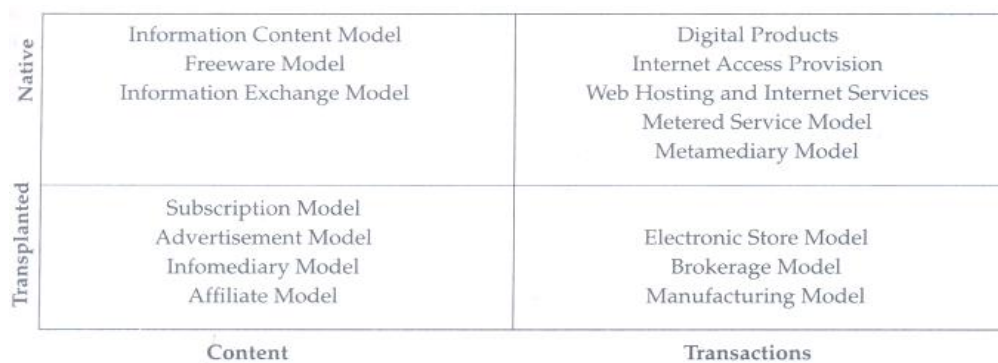 Native
Information Content Model
Freeware Model
Information Exchange Model
Digital Products
Internet Access Provision
Web Hosting and Internet Services
Metered Service Model
Metamediary Model
Transplanted
Subscription Model
Advertisement Model
Infomediary Model
Affiliate Model
Electronic Store Model
Brokerage Model
Manufacturing Model
Content
Transactions